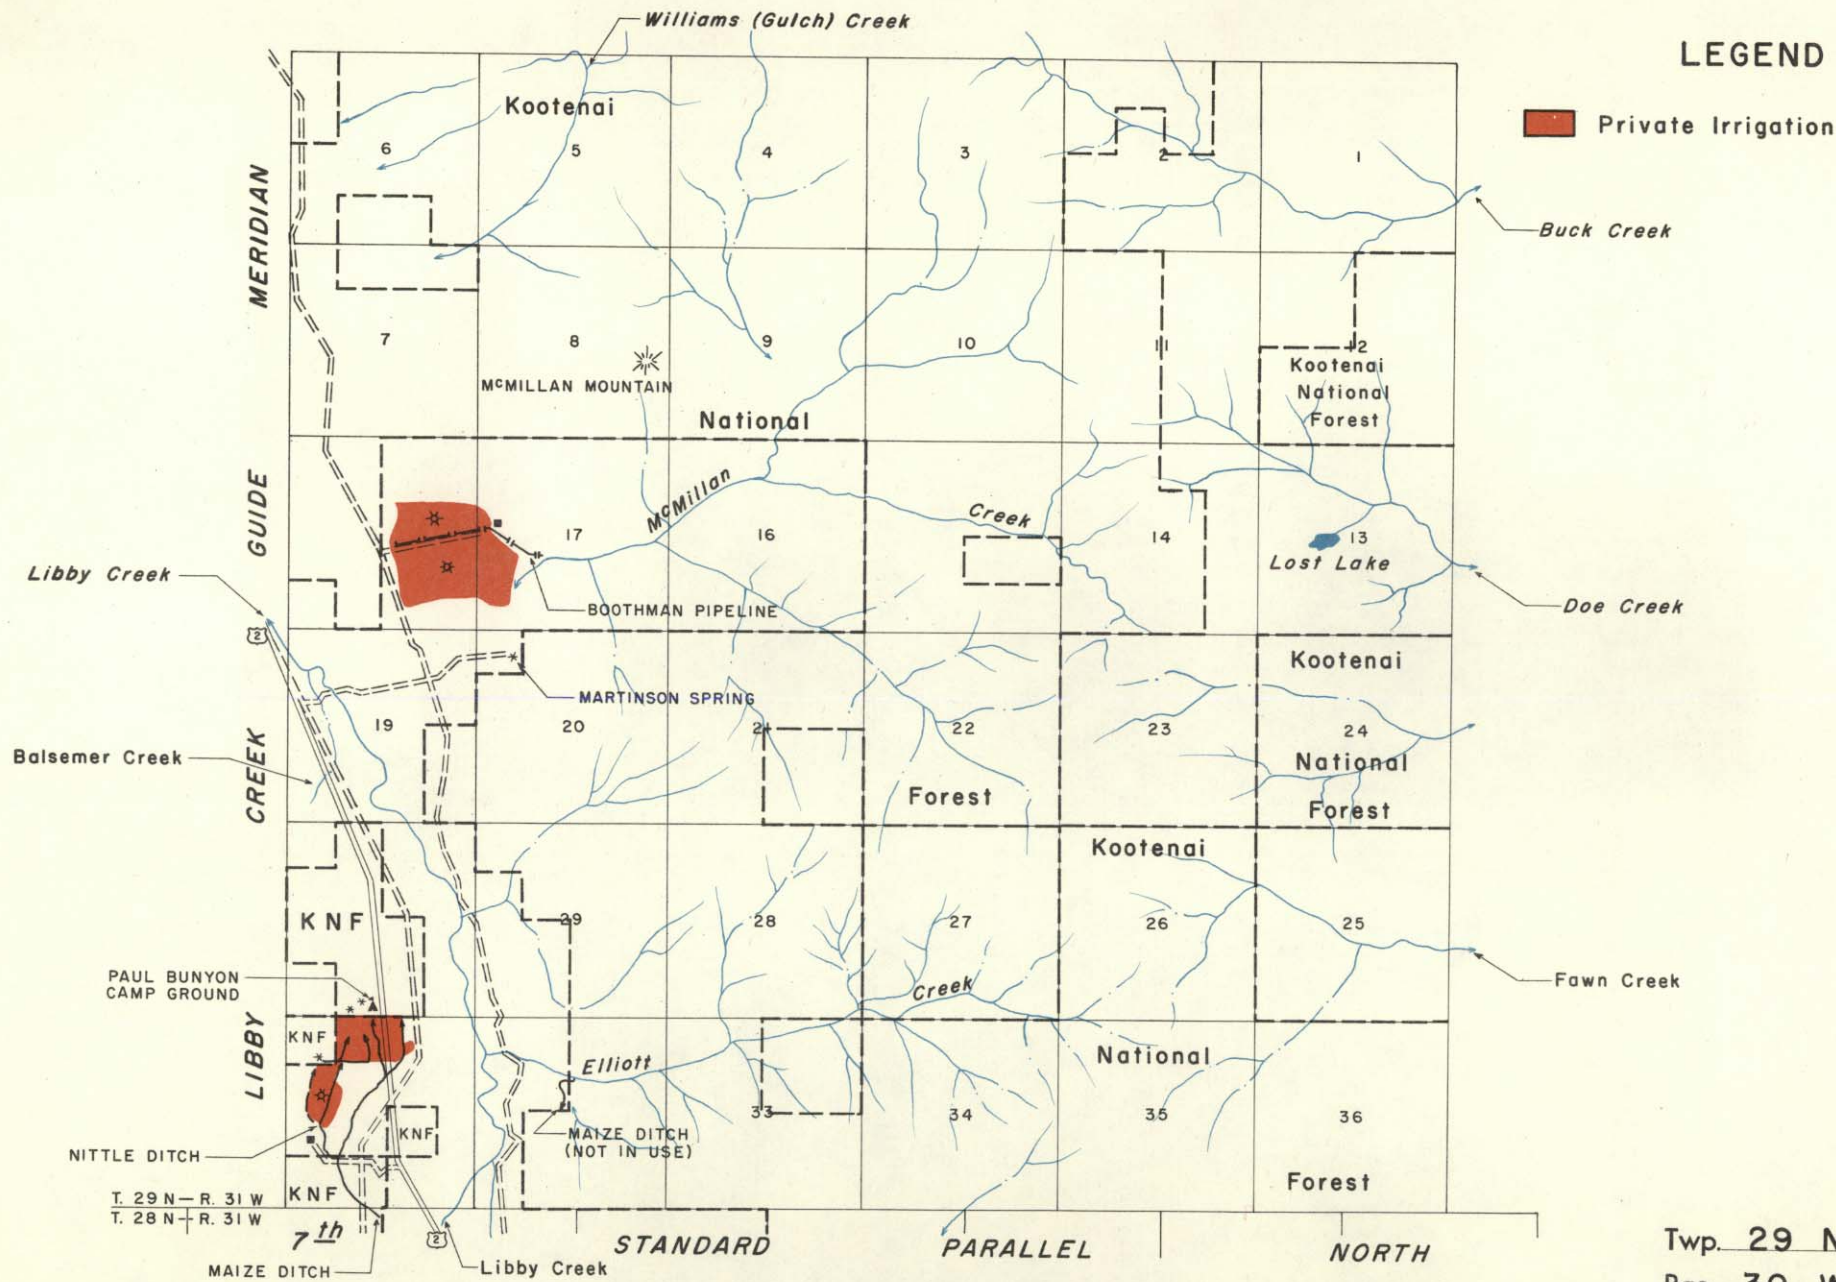 Williams (Gulch) Creek
LEGEND
Private Irrigation
Kootenai
6
5
4
3
2
1
MERIDIAN
Buck Creek
7
8
9
10
11
12
McMILLAN MOUNTAIN
Kootenai
National
Forest
National
GUIDE
McMillan
Creek
17
16
14
13
Lost Lake
Libby Creek
2
BOOTHMAN PIPELINE
Doe Creek
Kootenai
MARTINSON SPRING
19
20
21
22
23
24
Balsemer Creek
CREEK
National
Forest
Forest
Kootenai
KNF
29
28
27
26
25
PAUL BUNYON
CAMP GROUND
Creek
Fawn Creek
KNF
LIBBY
Elliott
National
33
34
35
36
KNF
MAIZE DITCH
(NOT IN USE)
NITTLE DITCH
KNF
Forest
T. 29 N — R. 31 W
T. 28 N — R. 31 W
7th STANDARD PARALLEL NORTH
2
MAIZE DITCH
Libby Creek
Twp. 29 N
30